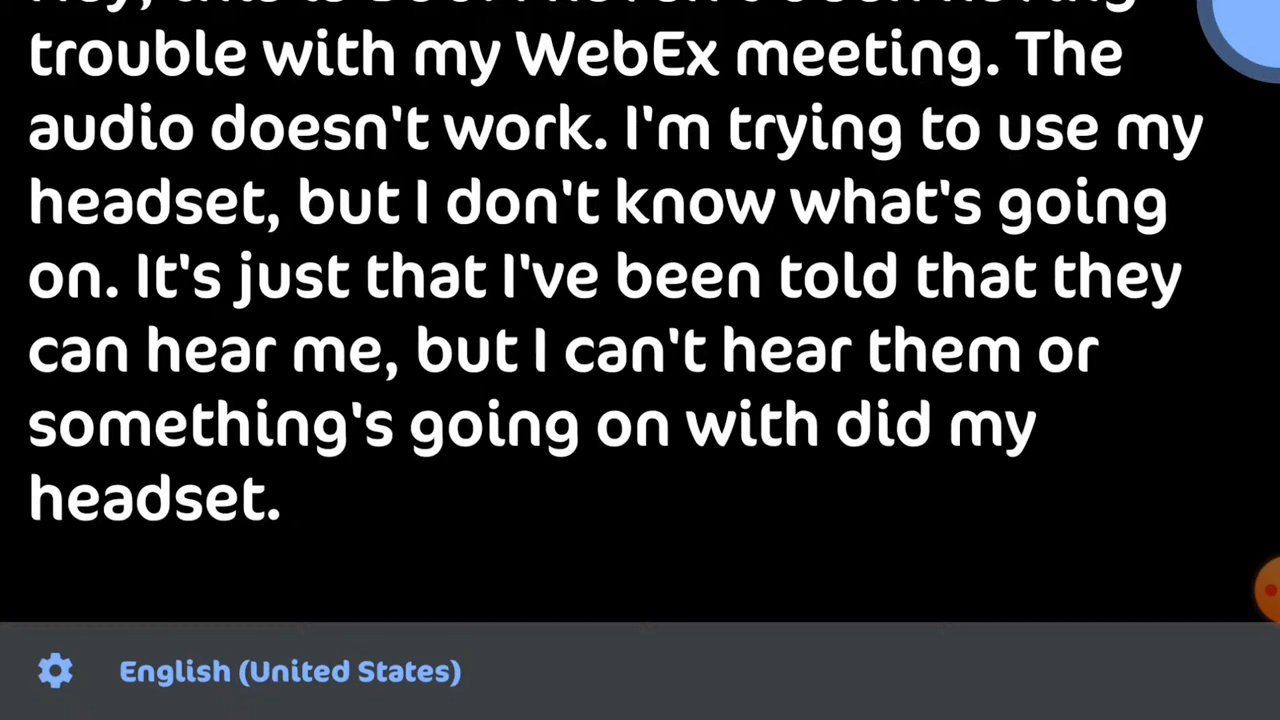 trouble with my WebEx meeting. The
audio doesn't work. I'm trying to use my
headset, but I don't know what's going
on. It's just that I've been told that they
can hear me, but I can't hear them or
something's going on with did my
headset.
English (United States)